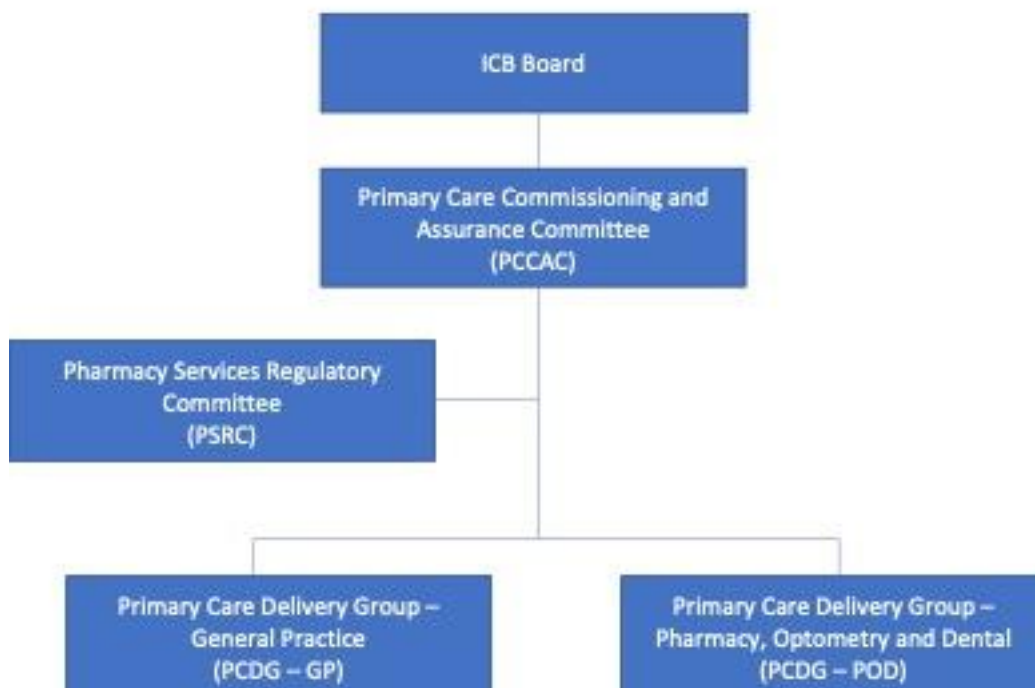 ICB Board
Primary Care Commissioning and
Assurance Committee
(PCCAC)
Pharmacy Services Regulatory
Committee
(PSRC)
Primary Care Delivery Group –
General Practice
(PCDG – GP)
Primary Care Delivery Group –
Pharmacy, Optometry and Dental
(PCDG – POD)